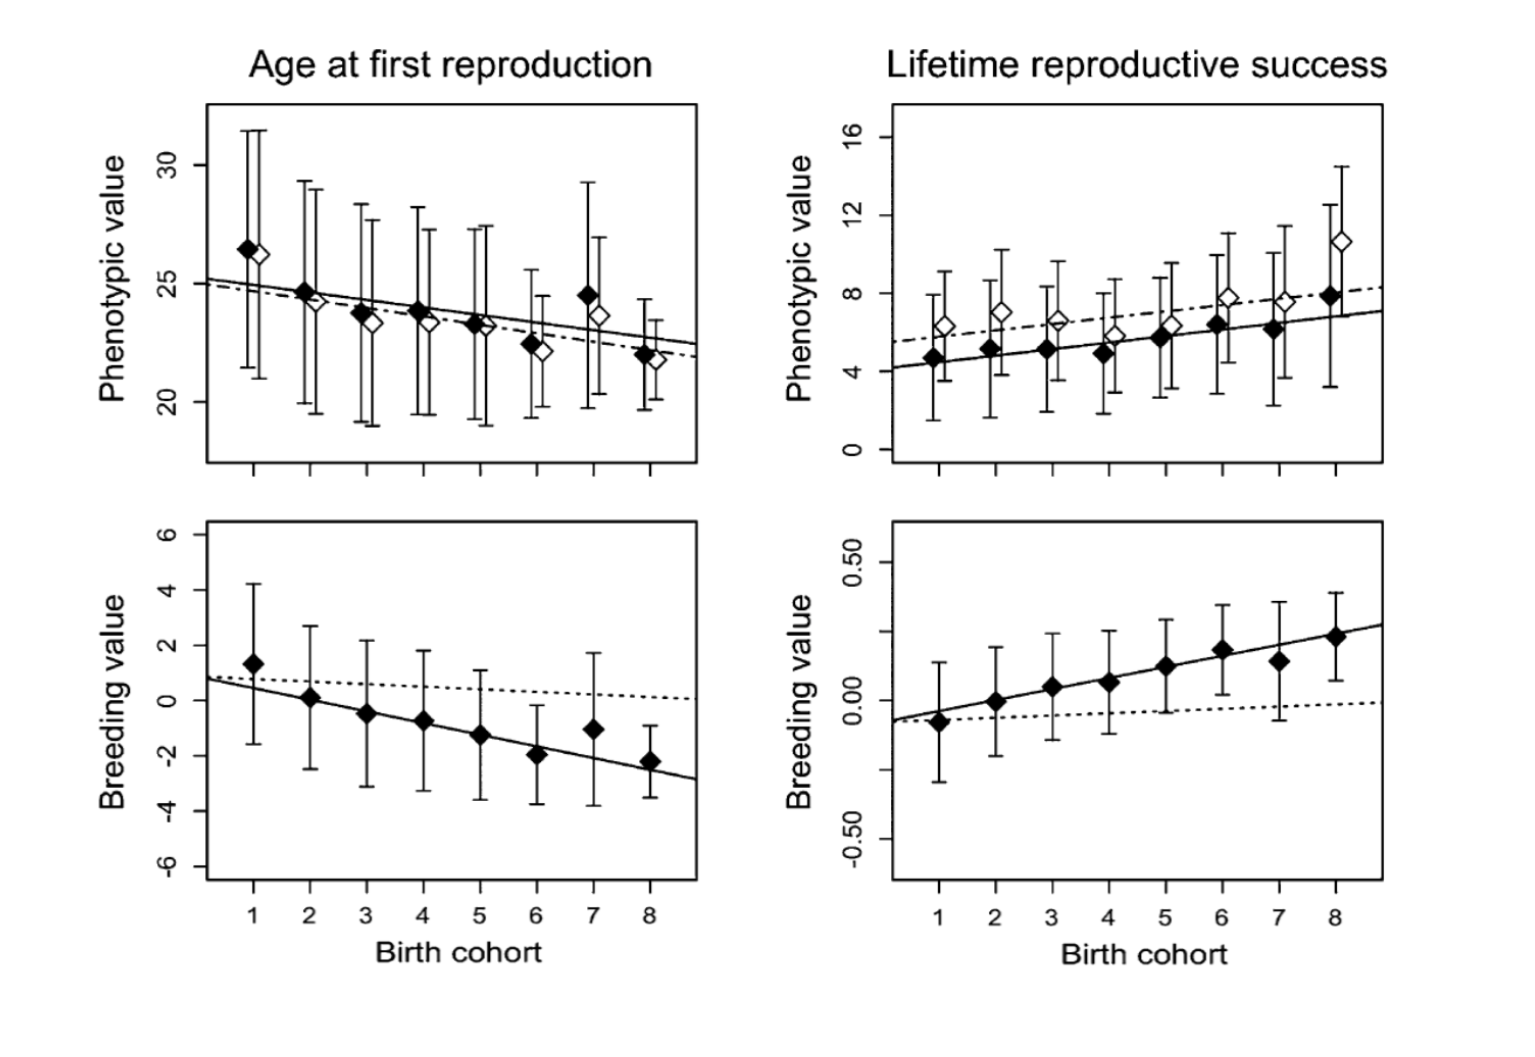 Age at first reproduction
Phenotypic value
30
25
20
Lifetime reproductive success
Phenotypic value
16
12
8
4
0
Breeding value
6
4
2
0
-2
-4
-6
1 2 3 4 5 6 7 8
Birth cohort
Breeding value
0.50
0.00
-0.50
1 2 3 4 5 6 7 8
Birth cohort